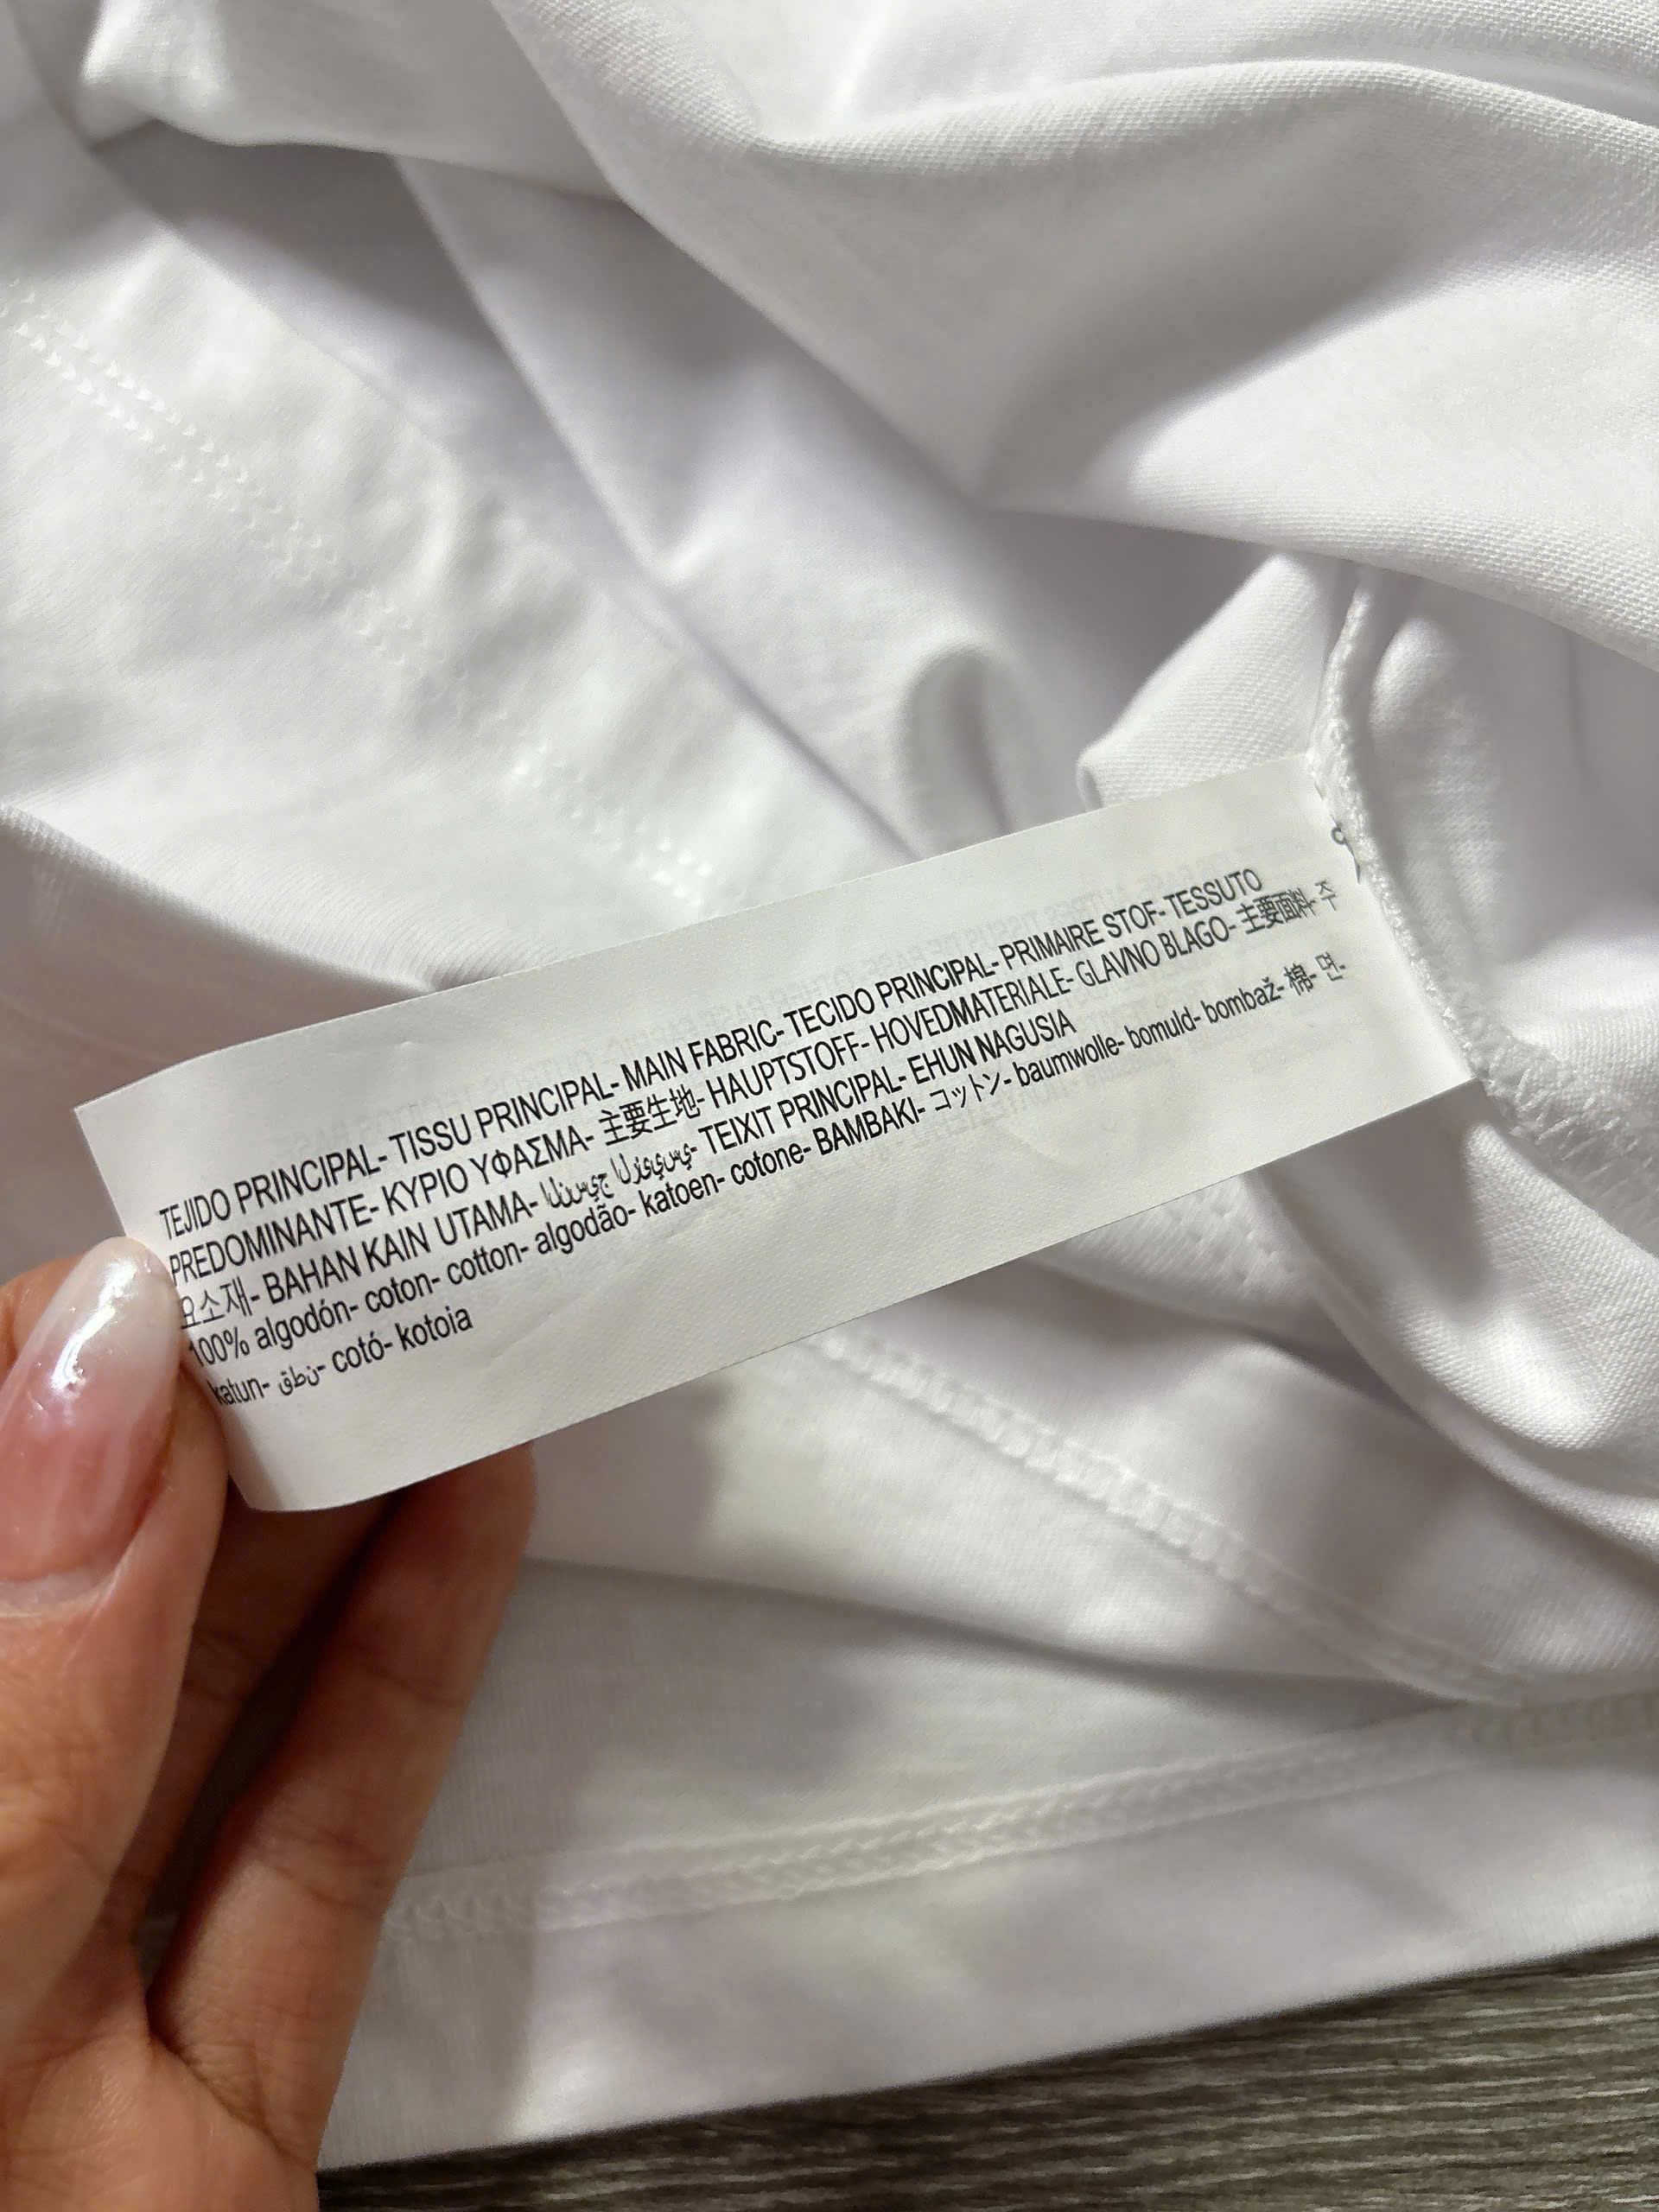 TEJIDO PRINCIPAL- TISSU PRINCIPAL- MAIN FABRIC- TECIDO PRINCIPAL- PRIMAIRE STOF- TESSUTO
PREDOMINANTE- ΚΥΡΙΟ ΥΦΑΣΜΑ- 主要生地- HAUPTSTOFF- HOVEDMATERIALE- GLAVNO BLAGO- 主要面料- 주
요소재- BAHAN KAIN UTAMA- النسيج الرئيسي- TEIXIT PRINCIPAL- EHUN NAGUSIA
100% algodón- coton- cotton- algodão- katoen- cotone- BAMBAKI- コットン- baumwolle- bomuld- bombaž- 棉- 면-
katun- قطن- cotó- kotoia